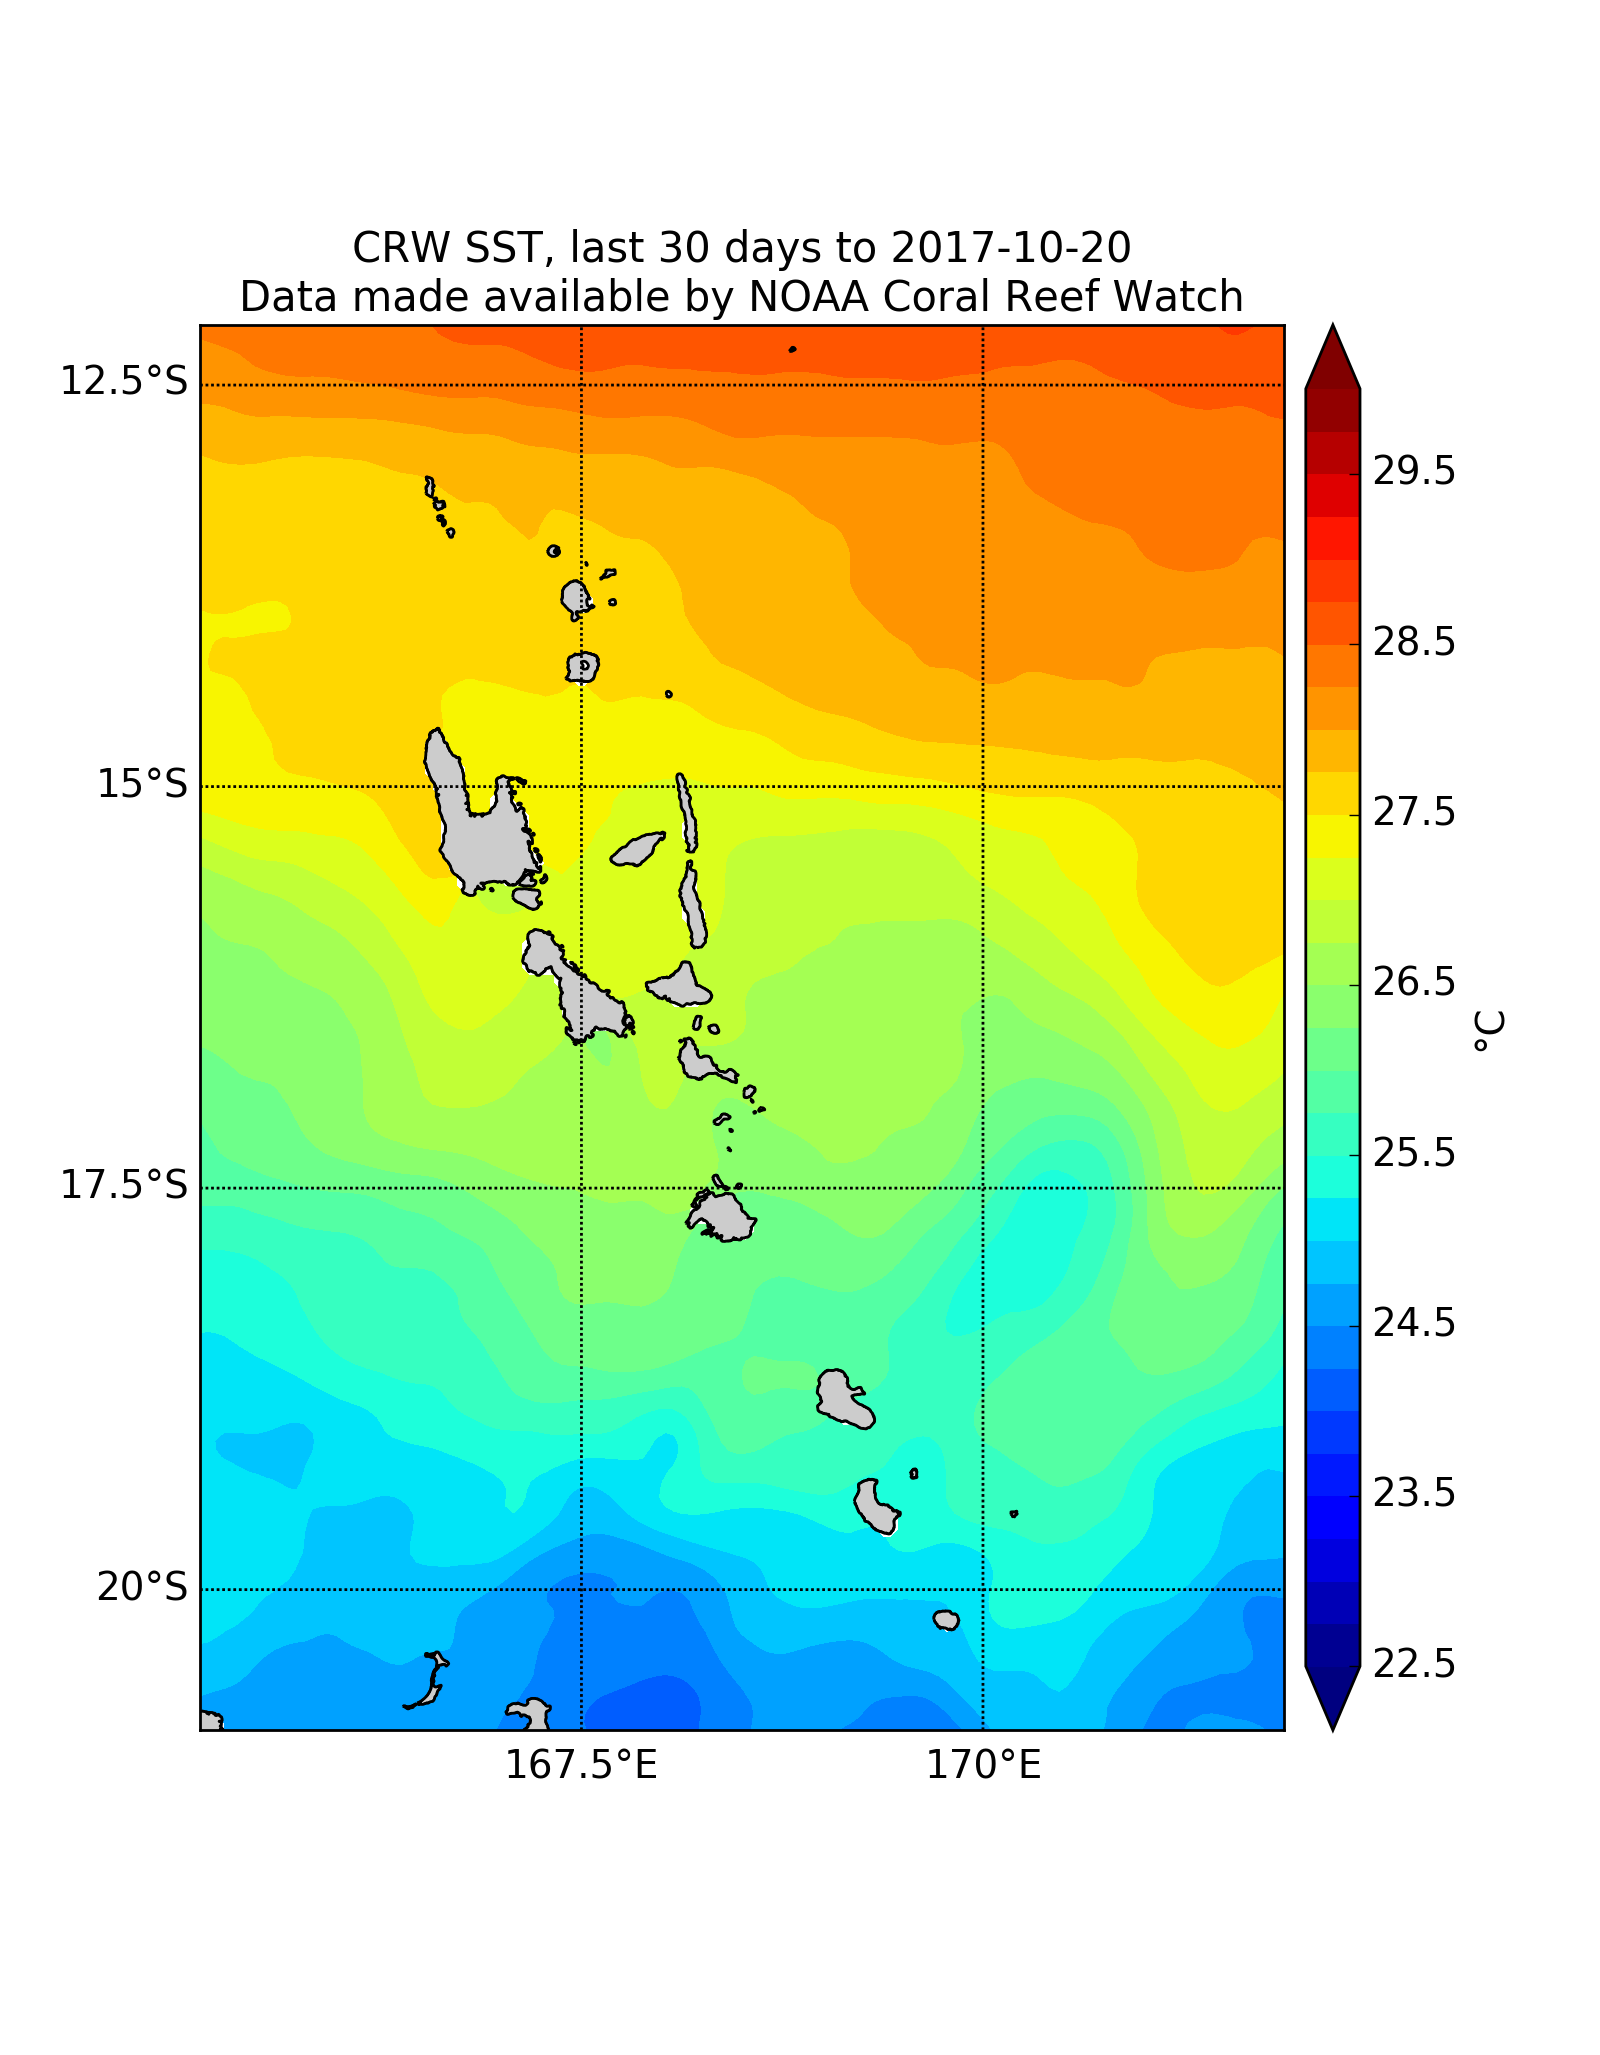 CRW SST, last 30 days to 2017-10-20
Data made available by NOAA Coral Reef Watch
12.5°S
15°S
17.5°S
20°S
167.5°E
170°E
29.5
28.5
27.5
26.5
25.5
24.5
23.5
22.5
°C